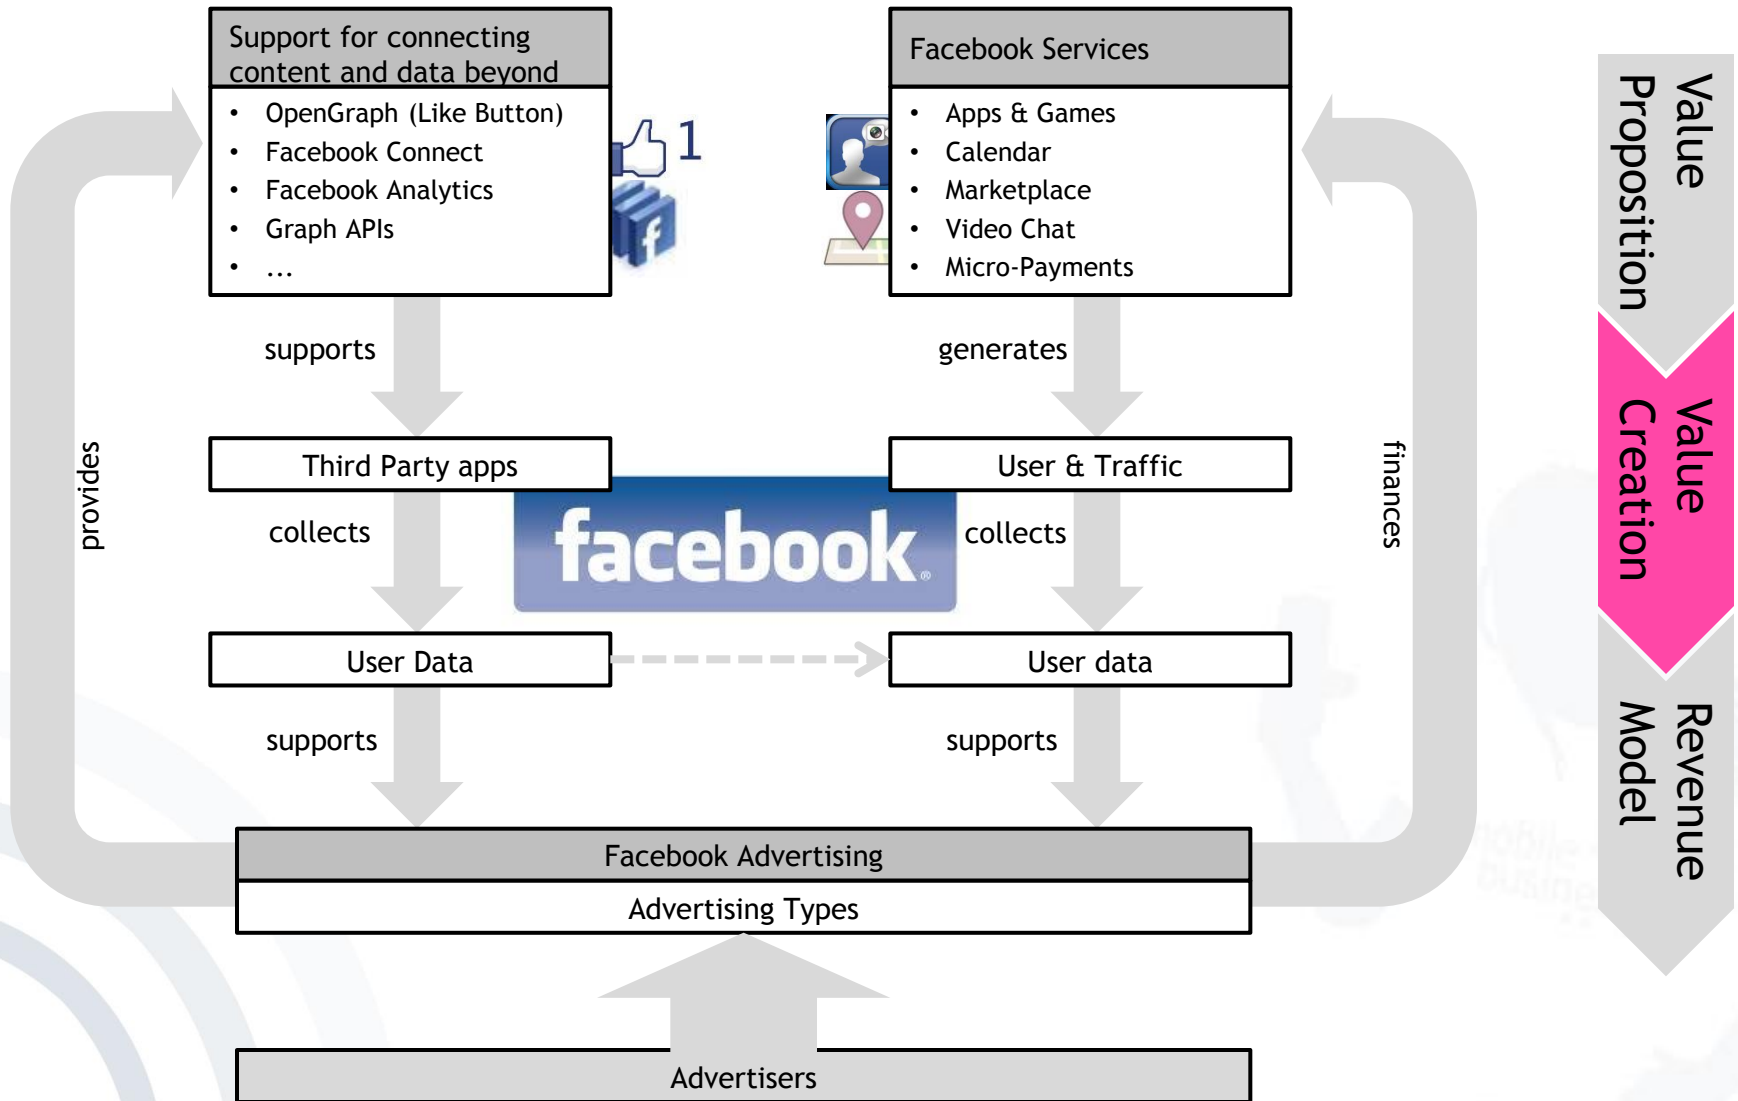 Support for connecting
content and data beyond
• OpenGraph (Like Button)
• Facebook Connect
• Facebook Analytics
• Graph APIs
• ...
1
Facebook Services
• Apps & Games
• Calendar
• Marketplace
• Video Chat
• Micro-Payments
supports
generates
Third Party apps
User & Traffic
collects
facebook®
collects
provides
finances
User Data
User data
supports
supports
Facebook Advertising
Advertising Types
Advertisers
Value
Proposition
Value
Creation
Revenue
Model